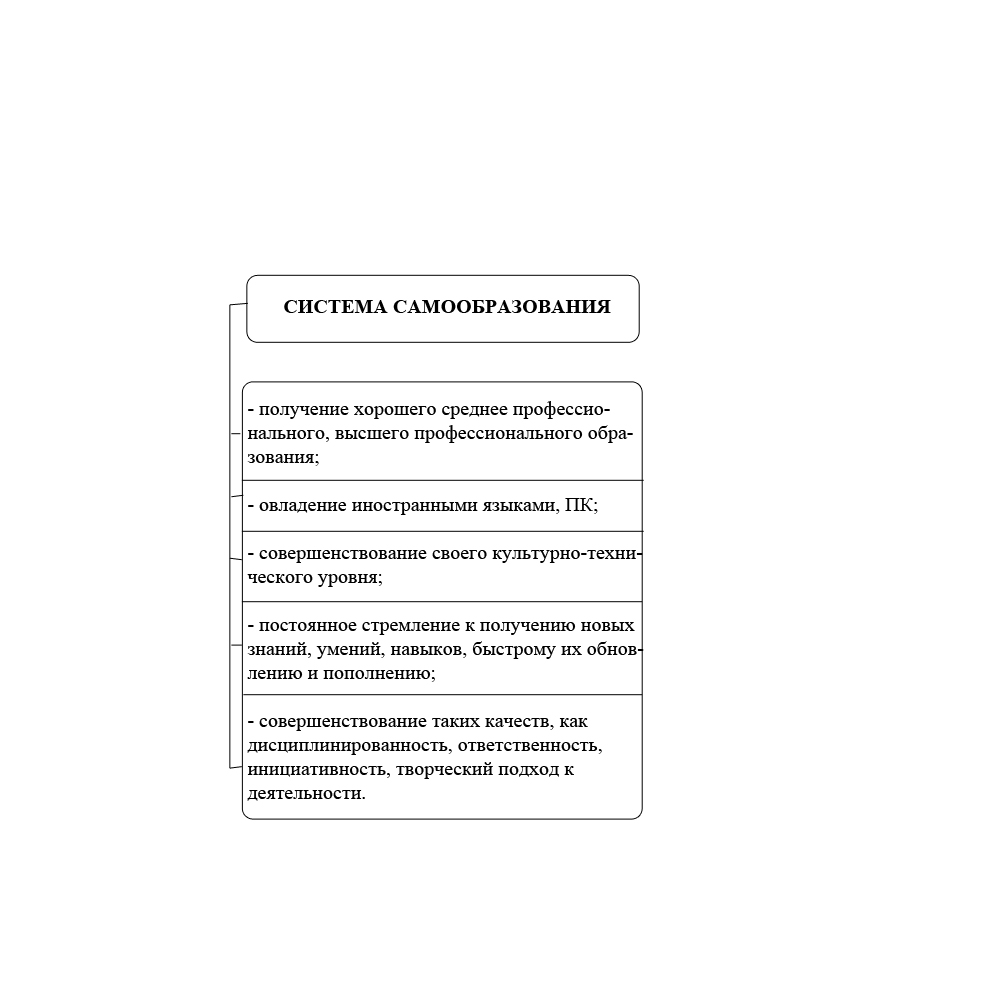 СИСТЕМА САМООБРАЗОВАНИЯ
- получение хорошего среднее профессио-
нального, высшего профессионального обра-
зования;
- овладение иностранными языками, ПК;
- совершенствование своего культурно-техни-
ческого уровня;
- постоянное стремление к получению новых
знаний, умений, навыков, быстрому их обнов-
лению и пополнению;
- совершенствование таких качеств, как
дисциплинированность, ответственность,
инициативность, творческий подход к
деятельности.